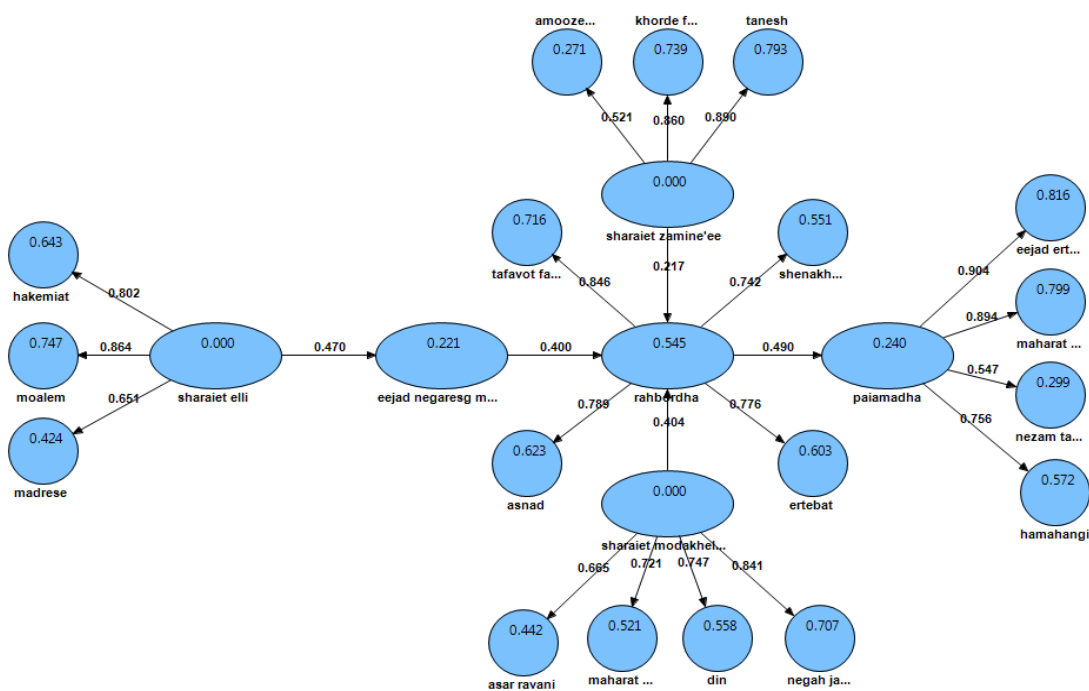 amooze...
khorde f...
tanesh
0.271
0.739
0.793
0.521
0.860
0.890
0.000
sharaiet zamine'ee
0.816
eejad ert...
0.716
tafavot fa...
0.551
shenakh...
0.643
hakemiat
0.217
0.904
0.846
0.742
0.802
0.799
maharat ...
0.894
0.747
moalem
0.864
0.000
sharaiet elli
0.470
0.221
eejad negaresg m...
0.400
0.545
rahbordha
0.490
0.240
paiamadha
0.547
0.299
nezam ta...
0.651
0.424
madrese
0.789
0.404
0.776
0.756
0.623
asnad
0.603
ertebat
0.572
hamahangi
0.000
sharaiet modakhel...
0.665
0.721
0.747
0.841
0.442
asar ravani
0.521
maharat ...
0.558
din
0.707
negah ja...